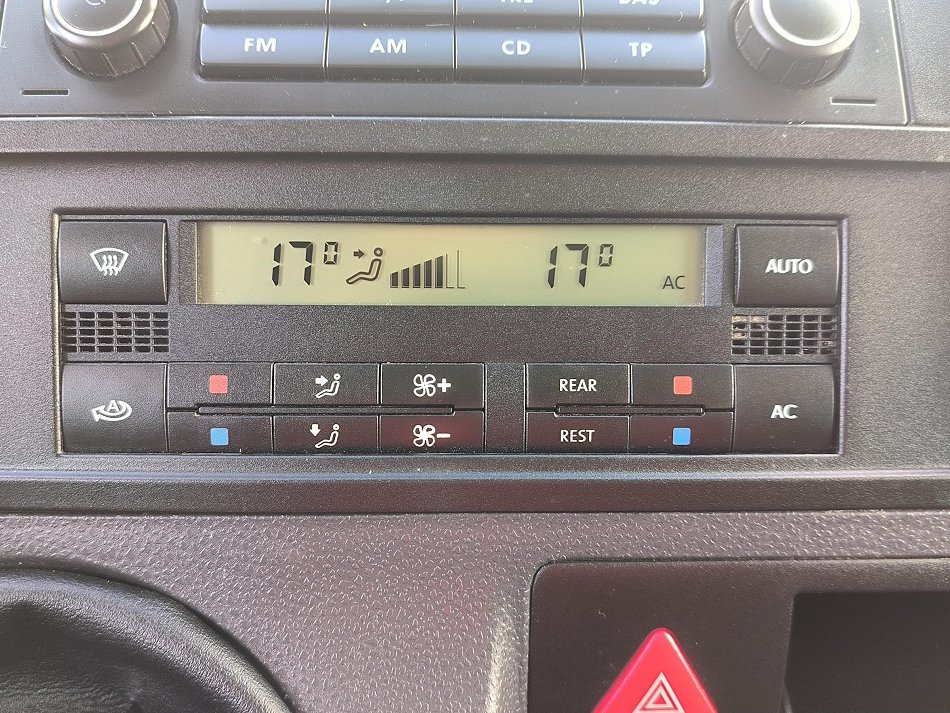 FM AM CD TP
17° 17°
AC
AUTO
REAR
A
AC
REST